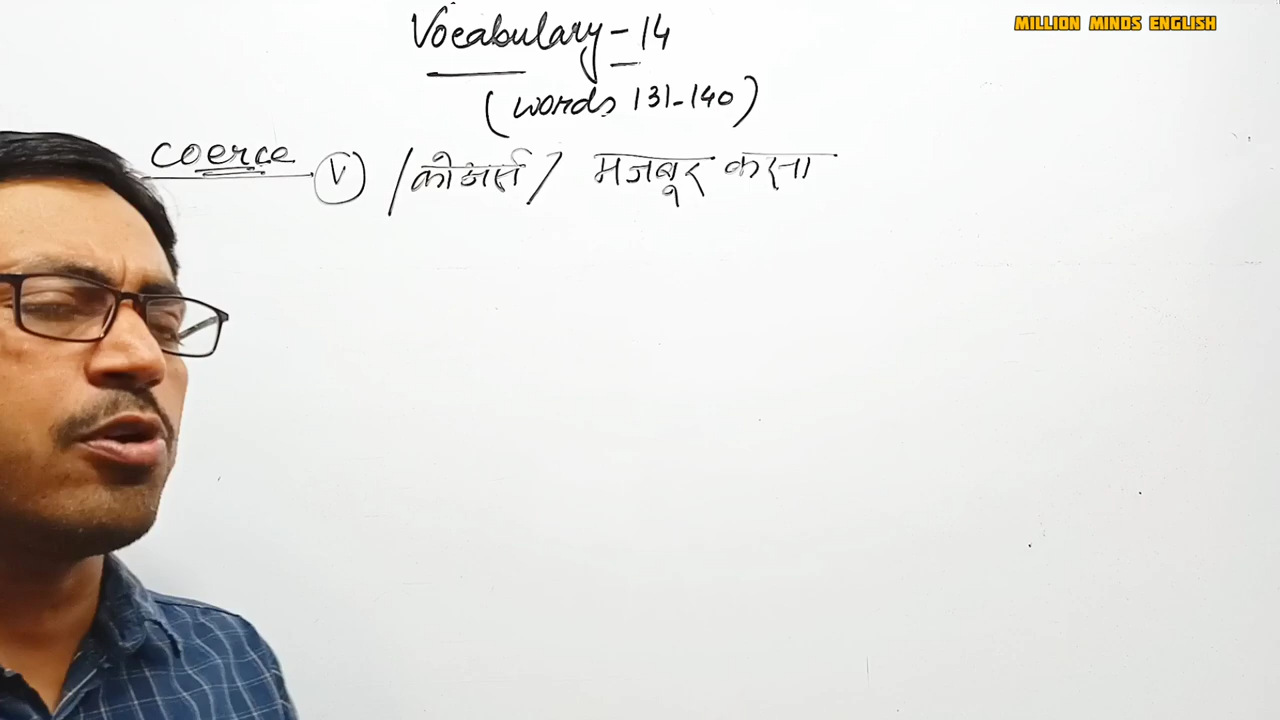 MILLION MINDS ENGLISH
Vocabulary - 14
(words 131-140)
coerce (V) /कोअर्स/ मजबूर करना